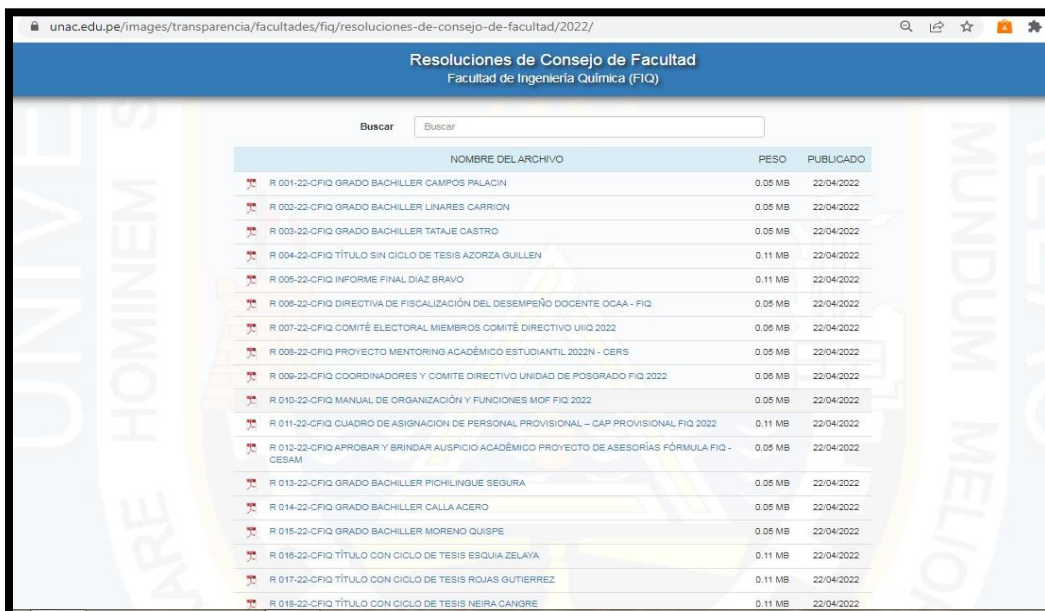 unac.edu.pe/images/transparencia/facultades/fiq/resoluciones-de-consejo-de-facultad/2022/
Resoluciones de Consejo de Facultad
Facultad de Ingeniería Química (FIQ)
Buscar Buscar
NOMBRE DEL ARCHIVO PESO PUBLICADO
R 001-22-CFIQ GRADO BACHILLER CAMPOS PALACIN 0.05 MB 22/04/2022
R 002-22-CFIQ GRADO BACHILLER LINARES CARRION 0.05 MB 22/04/2022
R 003-22-CFIQ GRADO BACHILLER TATAJE CASTRO 0.05 MB 22/04/2022
R 004-22-CFIQ TÍTULO SIN CICLO DE TESIS AZORZA GUILLEN 0.11 MB 22/04/2022
R 005-22-CFIQ INFORME FINAL DIAZ BRAVO 0.11 MB 22/04/2022
R 006-22-CFIQ DIRECTIVA DE FISCALIZACIÓN DEL DESEMPEÑO DOCENTE OCAA - FIQ 0.05 MB 22/04/2022
R 007-22-CFIQ COMITÉ ELECTORAL MIEMBROS COMITÉ DIRECTIVO UIIQ 2022 0.06 MB 22/04/2022
R 008-22-CFIQ PROYECTO MENTORING ACADÉMICO ESTUDIANTIL 2022N - CERS 0.05 MB 22/04/2022
R 009-22-CFIQ COORDINADORES Y COMITE DIRECTIVO UNIDAD DE POSGRADO FIQ 2022 0.06 MB 22/04/2022
R 010-22-CFIQ MANUAL DE ORGANIZACIÓN Y FUNCIONES MOF FIQ 2022 0.05 MB 22/04/2022
R 011-22-CFIQ CUADRO DE ASIGNACION DE PERSONAL PROVISIONAL – CAP PROVISIONAL FIQ 2022 0.11 MB 22/04/2022
R 012-22-CFIQ APROBAR Y BRINDAR AUSPICIO ACADÉMICO PROYECTO DE ASESORÍAS FÓRMULA FIQ - 0.05 MB 22/04/2022
CESAM
R 013-22-CFIQ GRADO BACHILLER PICHILINGUE SEGURA 0.05 MB 22/04/2022
R 014-22-CFIQ GRADO BACHILLER CALLA ACERO 0.05 MB 22/04/2022
R 015-22-CFIQ GRADO BACHILLER MORENO QUISPE 0.05 MB 22/04/2022
R 016-22-CFIQ TÍTULO CON CICLO DE TESIS ESQUIA ZELAYA 0.11 MB 22/04/2022
R 017-22-CFIQ TÍTULO CON CICLO DE TESIS ROJAS GUTIERREZ 0.11 MB 22/04/2022
R 018-22-CFIQ TÍTULO CON CICLO DE TESIS NEIRA CANGRE 0.11 MB 22/04/2022
HOMINEM
MUNDUM